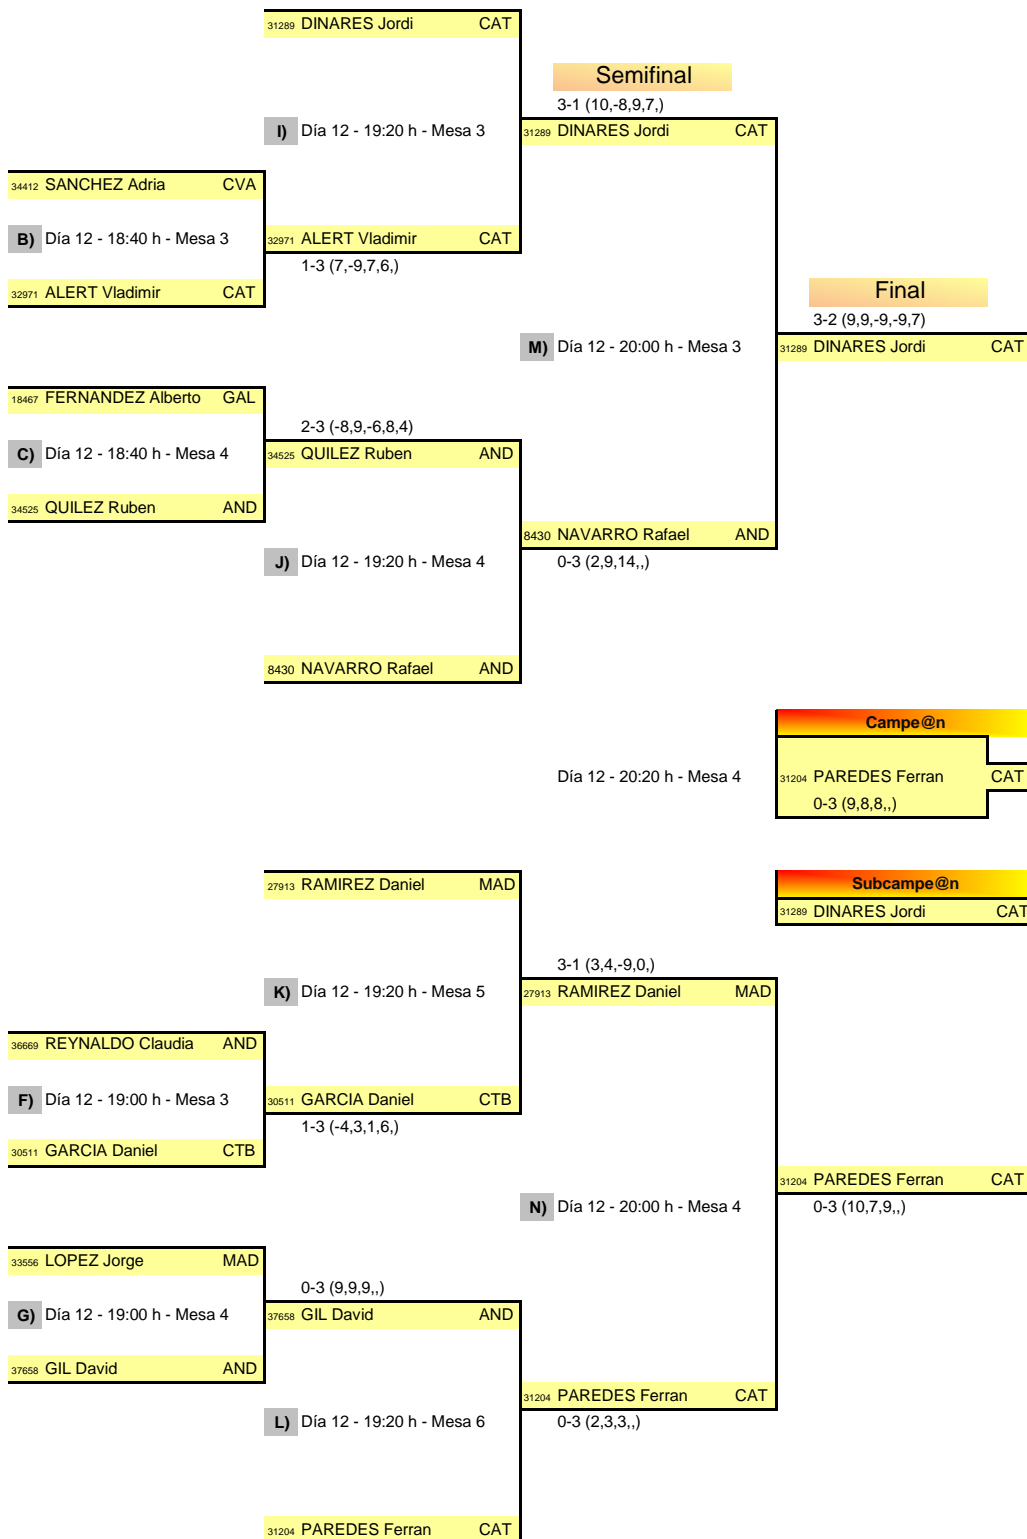 31289 DINARES Jordi CAT
Semifinal
3-1 (10,-8,9,7,)
I) Día 12 - 19:20 h - Mesa 3
31289 DINARES Jordi CAT
34412 SANCHEZ Adria CVA
B) Día 12 - 18:40 h - Mesa 3
32971 ALERT Vladimir CAT
1-3 (7,-9,7,6,)
32971 ALERT Vladimir CAT
Final
3-2 (9,9,-9,-9,7)
M) Día 12 - 20:00 h - Mesa 3
31289 DINARES Jordi CAT
18467 FERNANDEZ Alberto GAL
2-3 (-8,9,-6,8,4)
C) Día 12 - 18:40 h - Mesa 4
34525 QUILEZ Ruben AND
34525 QUILEZ Ruben AND
8430 NAVARRO Rafael AND
J) Día 12 - 19:20 h - Mesa 4
0-3 (2,9,14,,)
8430 NAVARRO Rafael AND
Campe@n
Día 12 - 20:20 h - Mesa 4
31204 PAREDES Ferran CAT
0-3 (9,8,8,,)
27913 RAMIREZ Daniel MAD
Subcampe@n
31289 DINARES Jordi CAT
3-1 (3,4,-9,0,)
K) Día 12 - 19:20 h - Mesa 5
27913 RAMIREZ Daniel MAD
36669 REYNALDO Claudia AND
F) Día 12 - 19:00 h - Mesa 3
30511 GARCIA Daniel CTB
1-3 (-4,3,1,6,)
30511 GARCIA Daniel CTB
31204 PAREDES Ferran CAT
N) Día 12 - 20:00 h - Mesa 4
0-3 (10,7,9,,)
33556 LOPEZ Jorge MAD
0-3 (9,9,9,,)
G) Día 12 - 19:00 h - Mesa 4
37658 GIL David AND
37658 GIL David AND
31204 PAREDES Ferran CAT
L) Día 12 - 19:20 h - Mesa 6
0-3 (2,3,3,,)
31204 PAREDES Ferran CAT